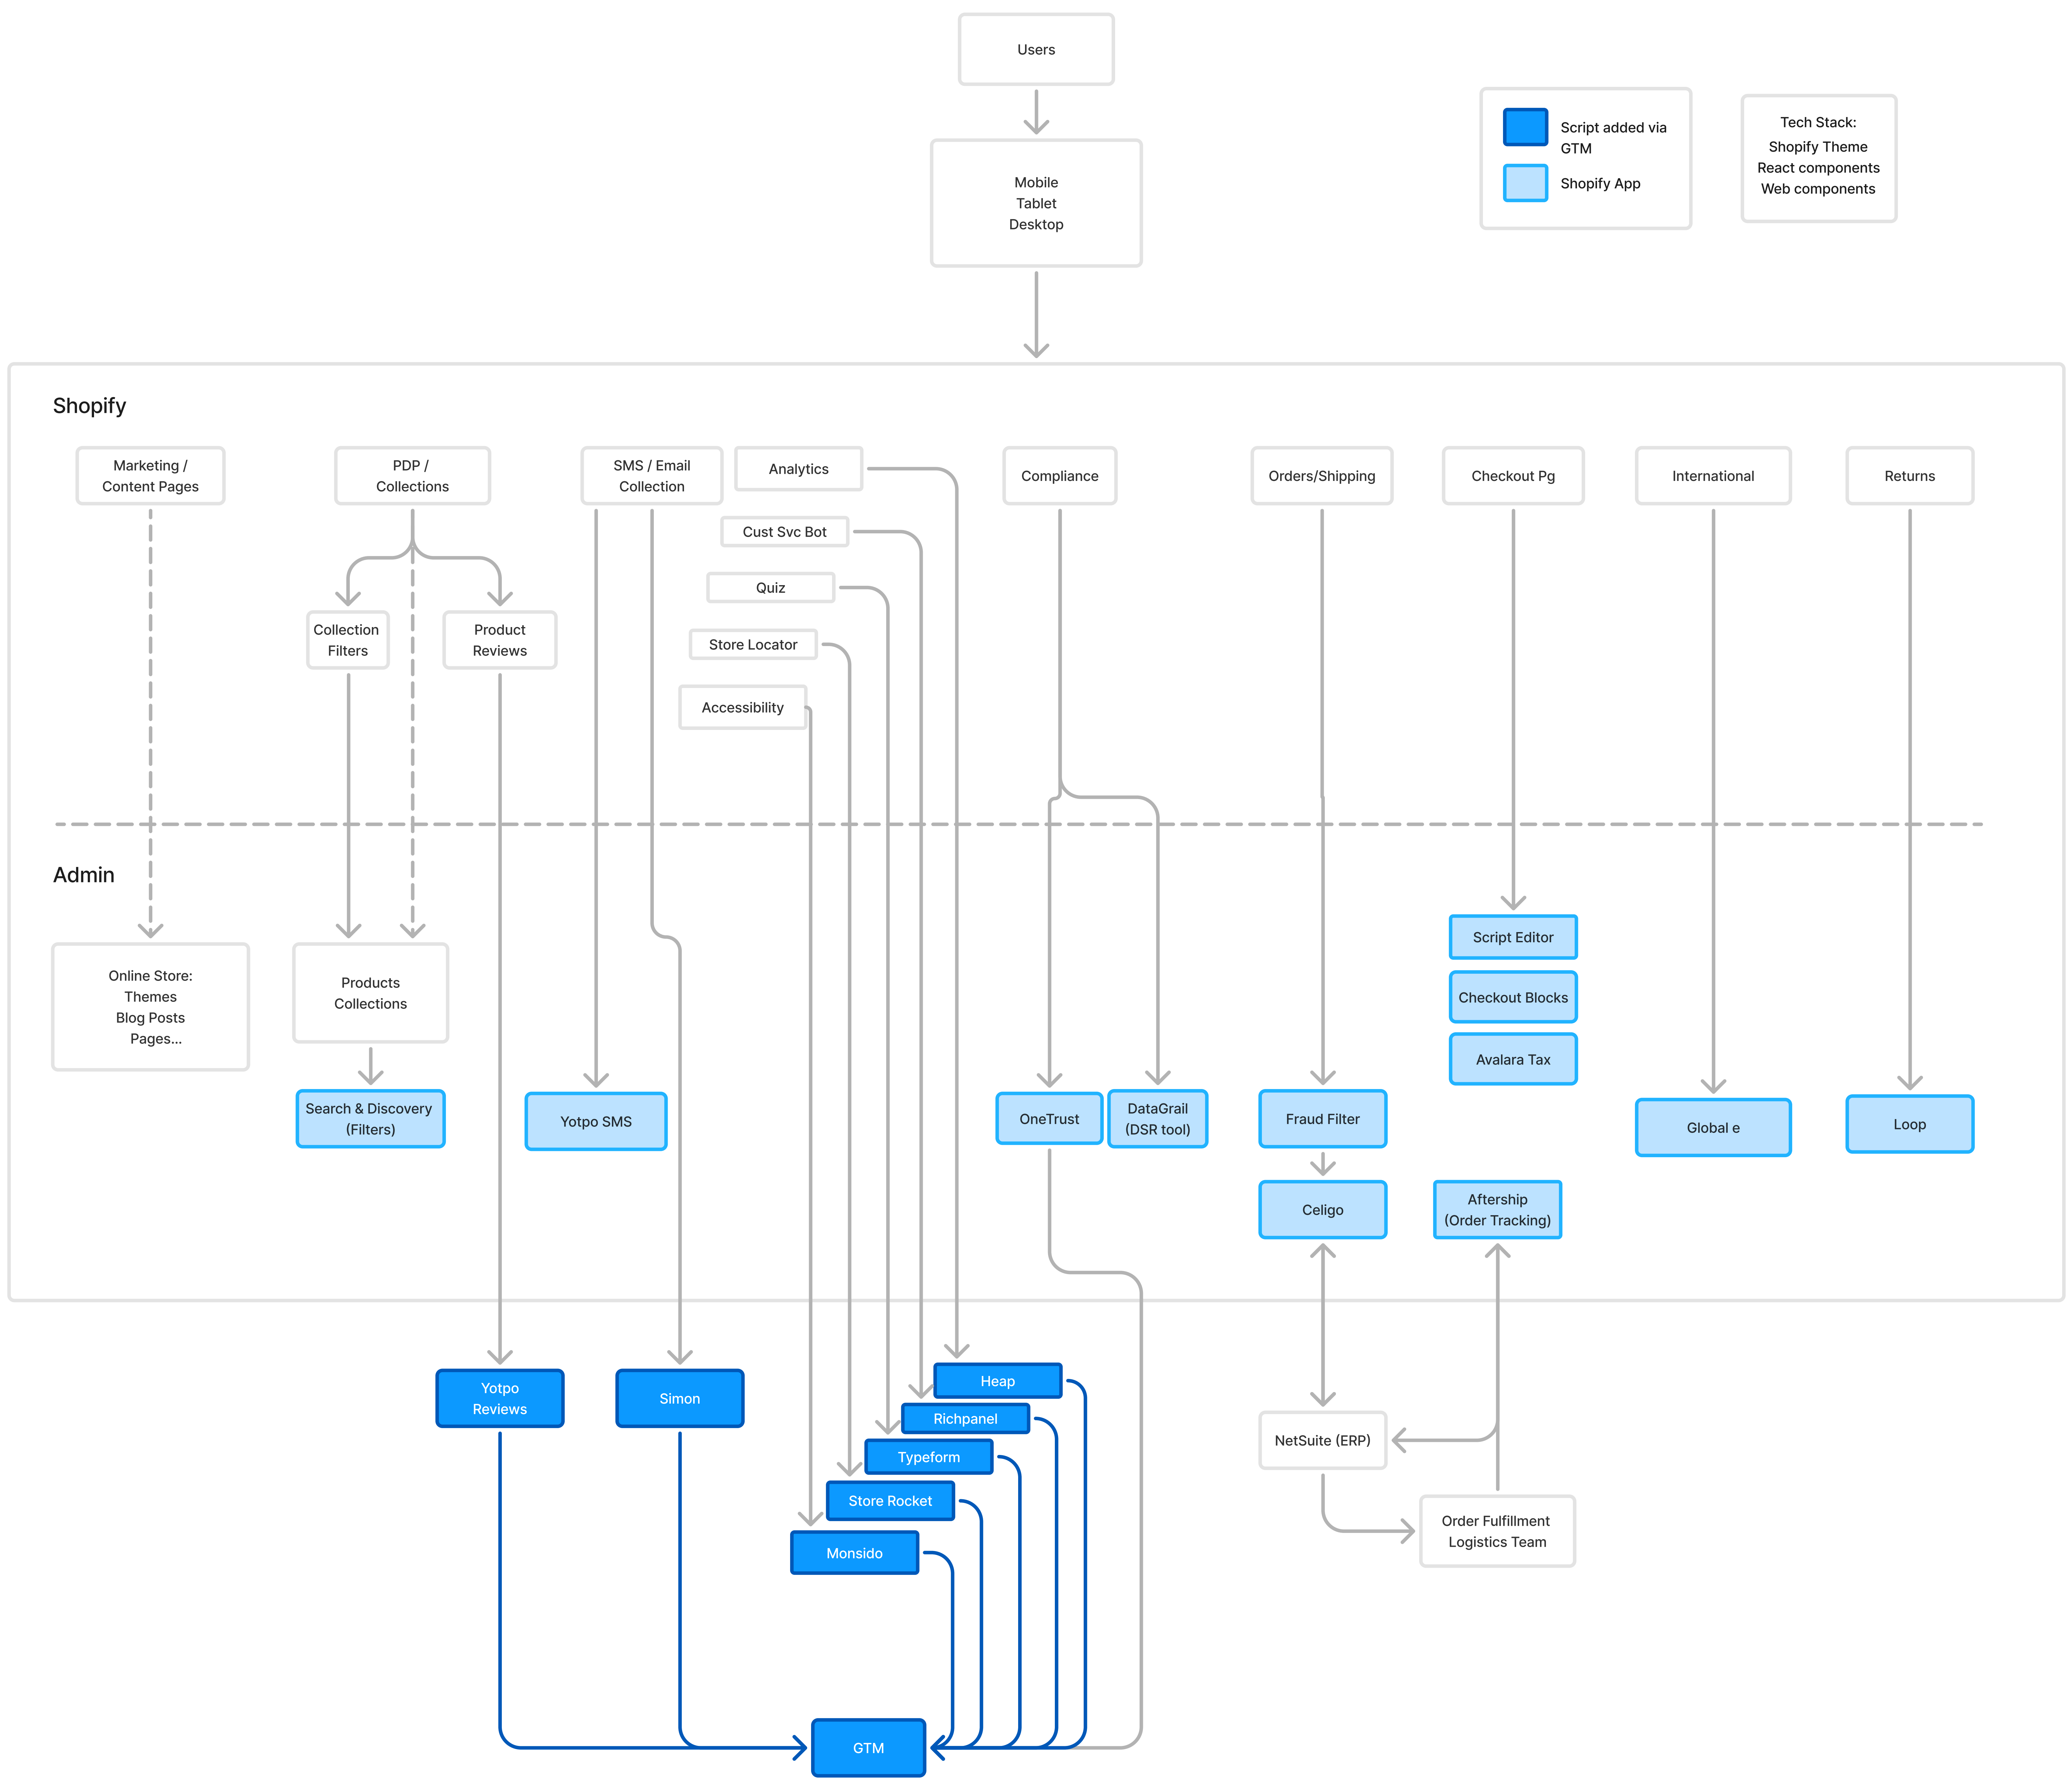 Users
Mobile
Tablet
Desktop
Script added via
GTM
Shopify App
Tech Stack:
Shopify Theme
React components
Web components
Shopify
Marketing /
Content Pages
PDP /
Collections
SMS / Email
Collection
Analytics
Compliance
Orders/Shipping
Checkout Pg
International
Returns
Cust Svc Bot
Quiz
Collection
Filters
Product
Reviews
Store Locator
Accessibility
Admin
Online Store:
Themes
Blog Posts
Pages...
Products
Collections
Script Editor
Checkout Blocks
Avalara Tax
Search & Discovery
(Filters)
Yotpo SMS
OneTrust
DataGrail
(DSR tool)
Fraud Filter
Global e
Loop
Celigo
Aftership
(Order Tracking)
Yotpo
Reviews
Simon
Heap
Richpanel
Typeform
Store Rocket
Monsido
NetSuite (ERP)
Order Fulfillment
Logistics Team
GTM